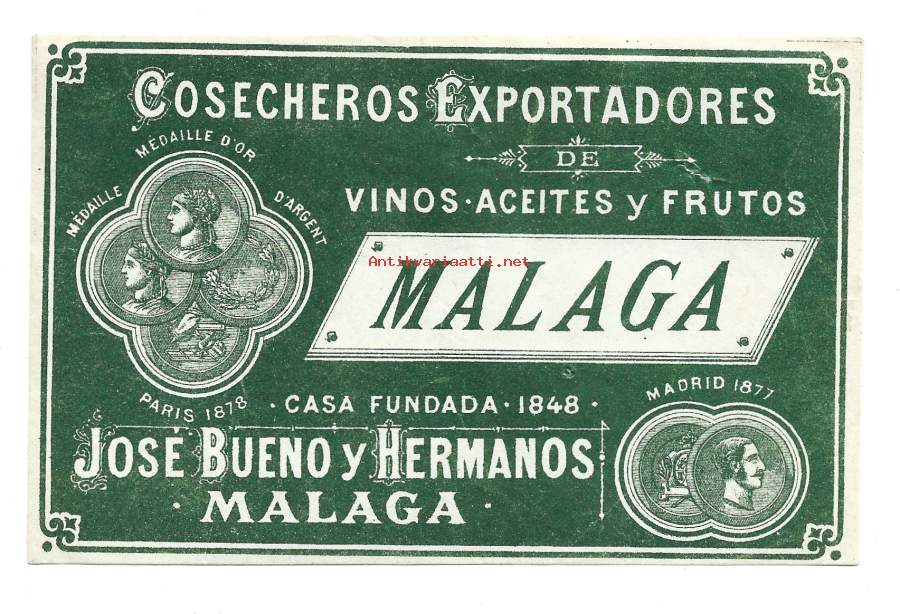 COSECHEROS EXPORTADORES
DE
VINOS · ACEITES y FRUTOS
MÉDAILLE D'OR
MÉDAILLE D'ARGENT
PARIS 1878
Antikvariaatti.net
MALAGA
· CASA FUNDADA · 1848 ·
MADRID 1877
JOSÉ BUENO y HERMANOS
· MALAGA ·